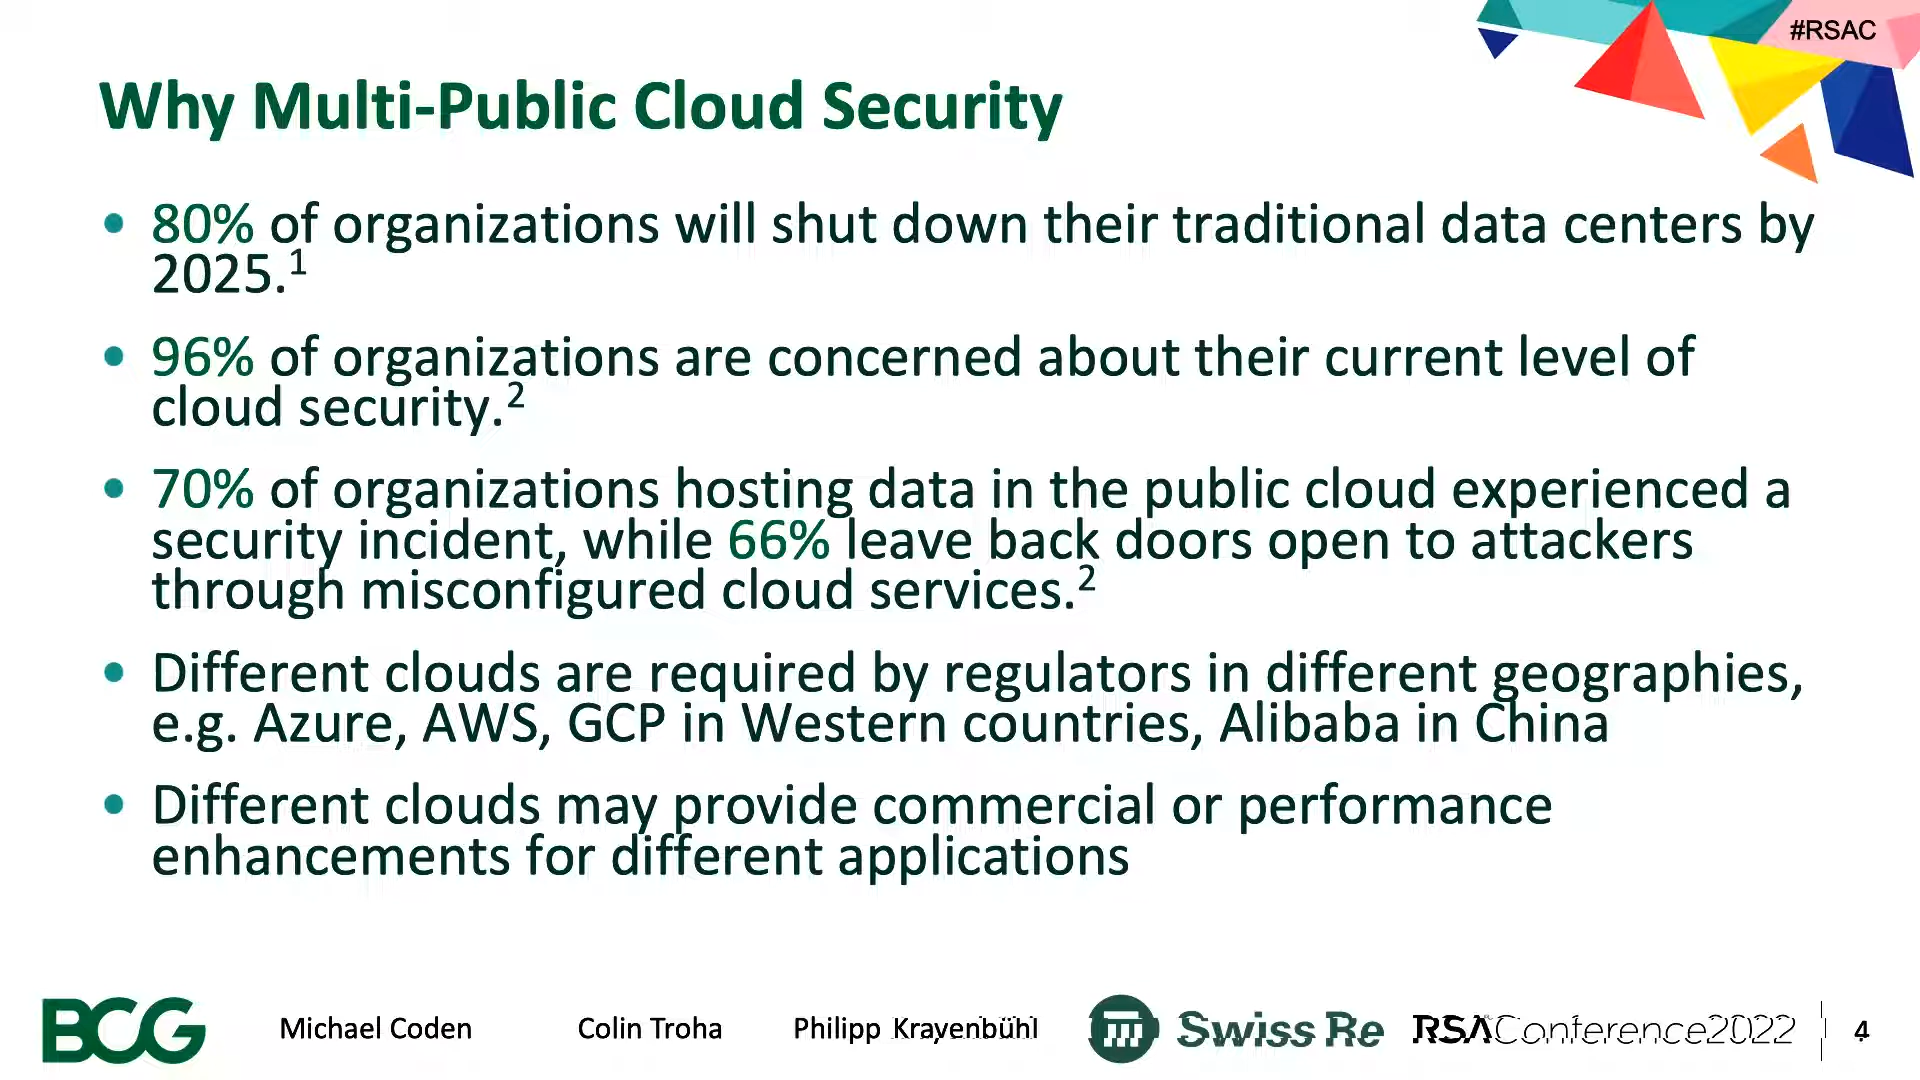 #RSAC
Why Multi-Public Cloud Security
• 80% of organizations will shut down their traditional data centers by
2025.¹
• 96% of organizations are concerned about their current level of
cloud security.²
• 70% of organizations hosting data in the public cloud experienced a
security incident, while 66% leave back doors open to attackers
through misconfigured cloud services.²
• Different clouds are required by regulators in different geographies,
e.g. Azure, AWS, GCP in Western countries, Alibaba in China
• Different clouds may provide commercial or performance
enhancements for different applications
BCG Michael Coden Colin Troha Philipp Krayenbühl Swiss Re RSAConference2022 4